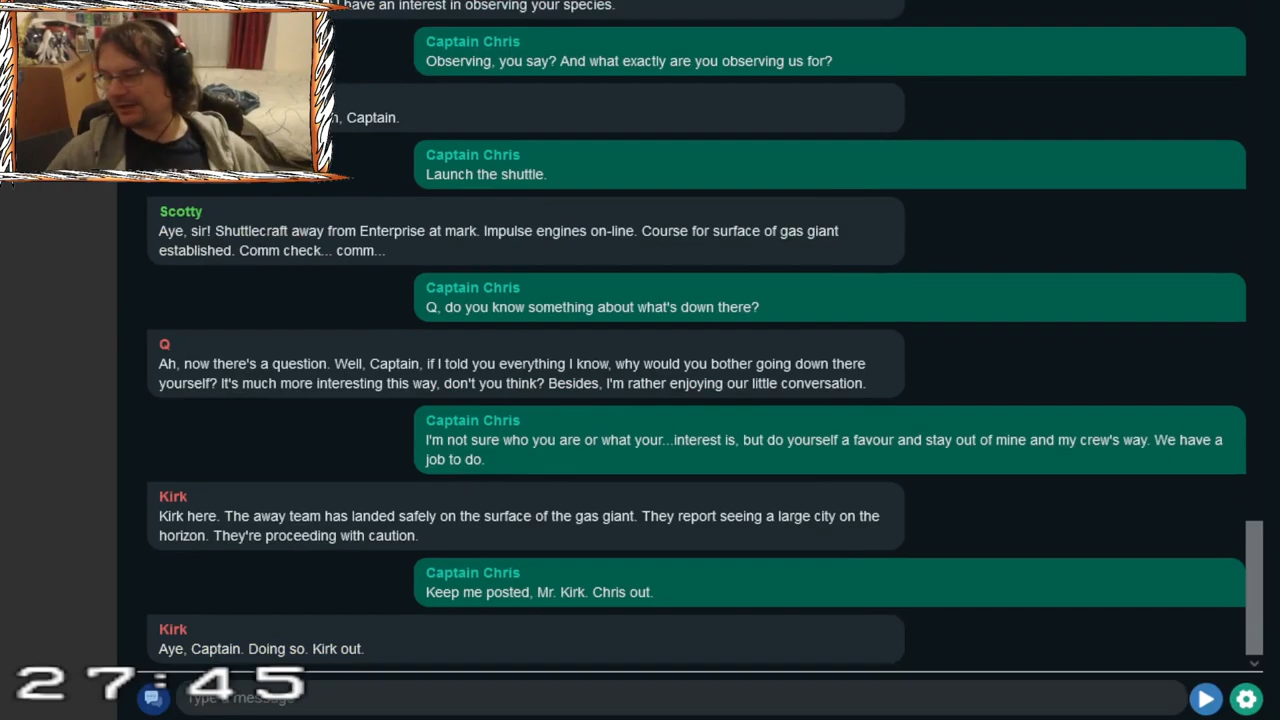 have an interest in observing your species.
Captain Chris
Observing, you say? And what exactly are you observing us for?
, Captain.
Captain Chris
Launch the shuttle.
Scotty
Aye, sir! Shuttlecraft away from Enterprise at mark. Impulse engines on-line. Course for surface of gas giant
established. Comm check... comm...
Captain Chris
Q, do you know something about what's down there?
Q
Ah, now there's a question. Well, Captain, if I told you everything I know, why would you bother going down there
yourself? It's much more interesting this way, don't you think? Besides, I'm rather enjoying our little conversation.
Captain Chris
I'm not sure who you are or what your...interest is, but do yourself a favour and stay out of mine and my crew's way. We have a
job to do.
Kirk
Kirk here. The away team has landed safely on the surface of the gas giant. They report seeing a large city on the
horizon. They're proceeding with caution.
Captain Chris
Keep me posted, Mr. Kirk. Chris out.
Kirk
Aye, Captain. Doing so. Kirk out.
27:45
Type a message